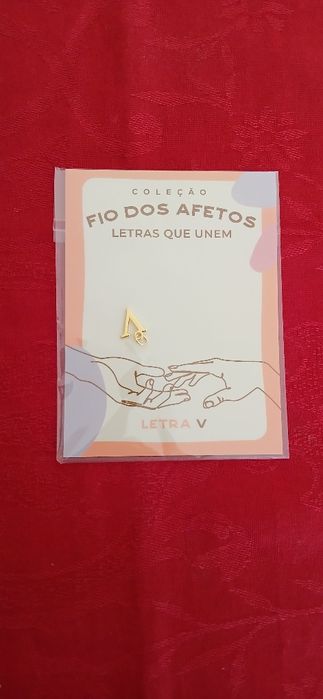 COLEÇÃO
FIO DOS AFETOS
LETRAS QUE UNEM
LETRA V